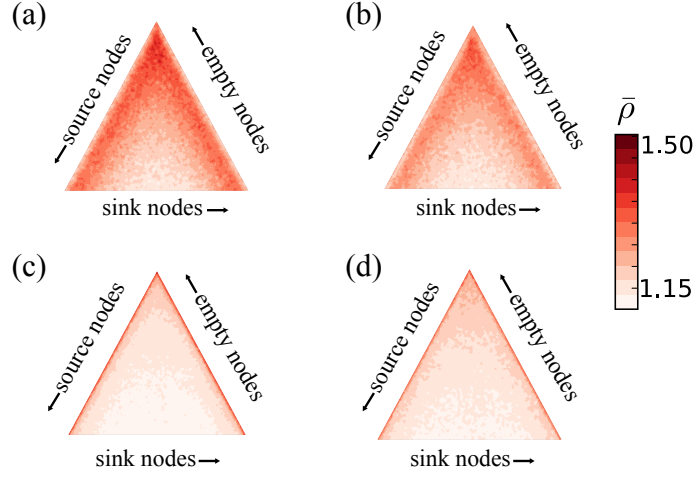 (a)
source nodes
empty nodes
sink nodes
(b)
source nodes
empty nodes
sink nodes
ρ̄
1.50
1.15
(c)
source nodes
empty nodes
sink nodes
(d)
source nodes
empty nodes
sink nodes